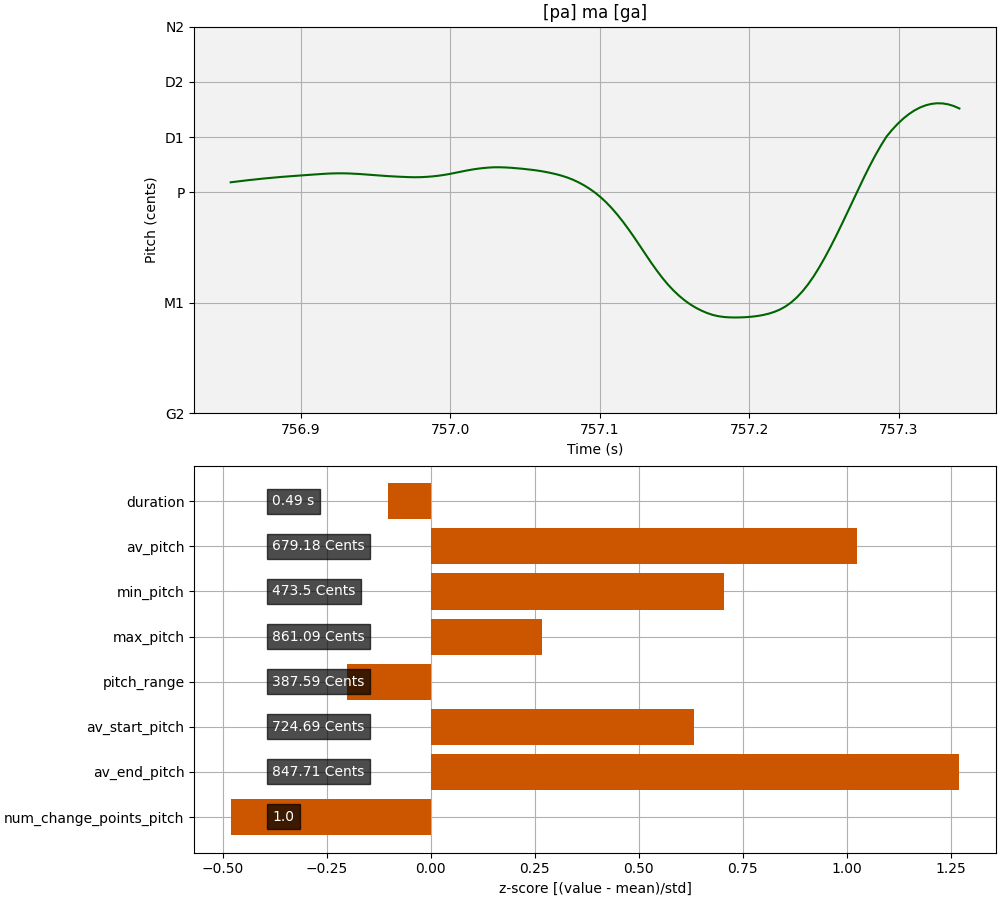 [pa] ma [ga]
N2
D2
D1
P
M1
G2
Pitch (cents)
756.9 757.0 757.1 757.2 757.3
Time (s)
duration 0.49 s
av_pitch 679.18 Cents
min_pitch 473.5 Cents
max_pitch 861.09 Cents
pitch_range 387.59 Cents
av_start_pitch 724.69 Cents
av_end_pitch 847.71 Cents
num_change_points_pitch 1.0
−0.50 −0.25 0.00 0.25 0.50 0.75 1.00 1.25
z-score [(value - mean)/std]